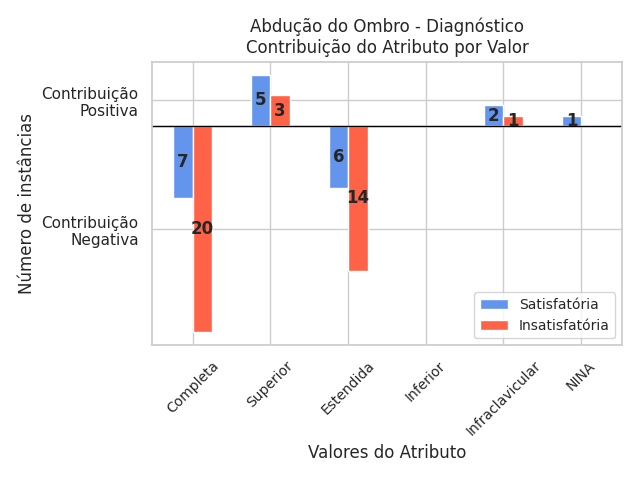 Abdução do Ombro - Diagnóstico
Contribuição do Atributo por Valor
Número de instâncias
Contribuição
Positiva
Contribuição
Negativa
7
20
5
3
6
14
2
1
1
Satisfatória
Insatisfatória
Completa
Superior
Estendida
Inferior
Infraclavicular
NINA
Valores do Atributo